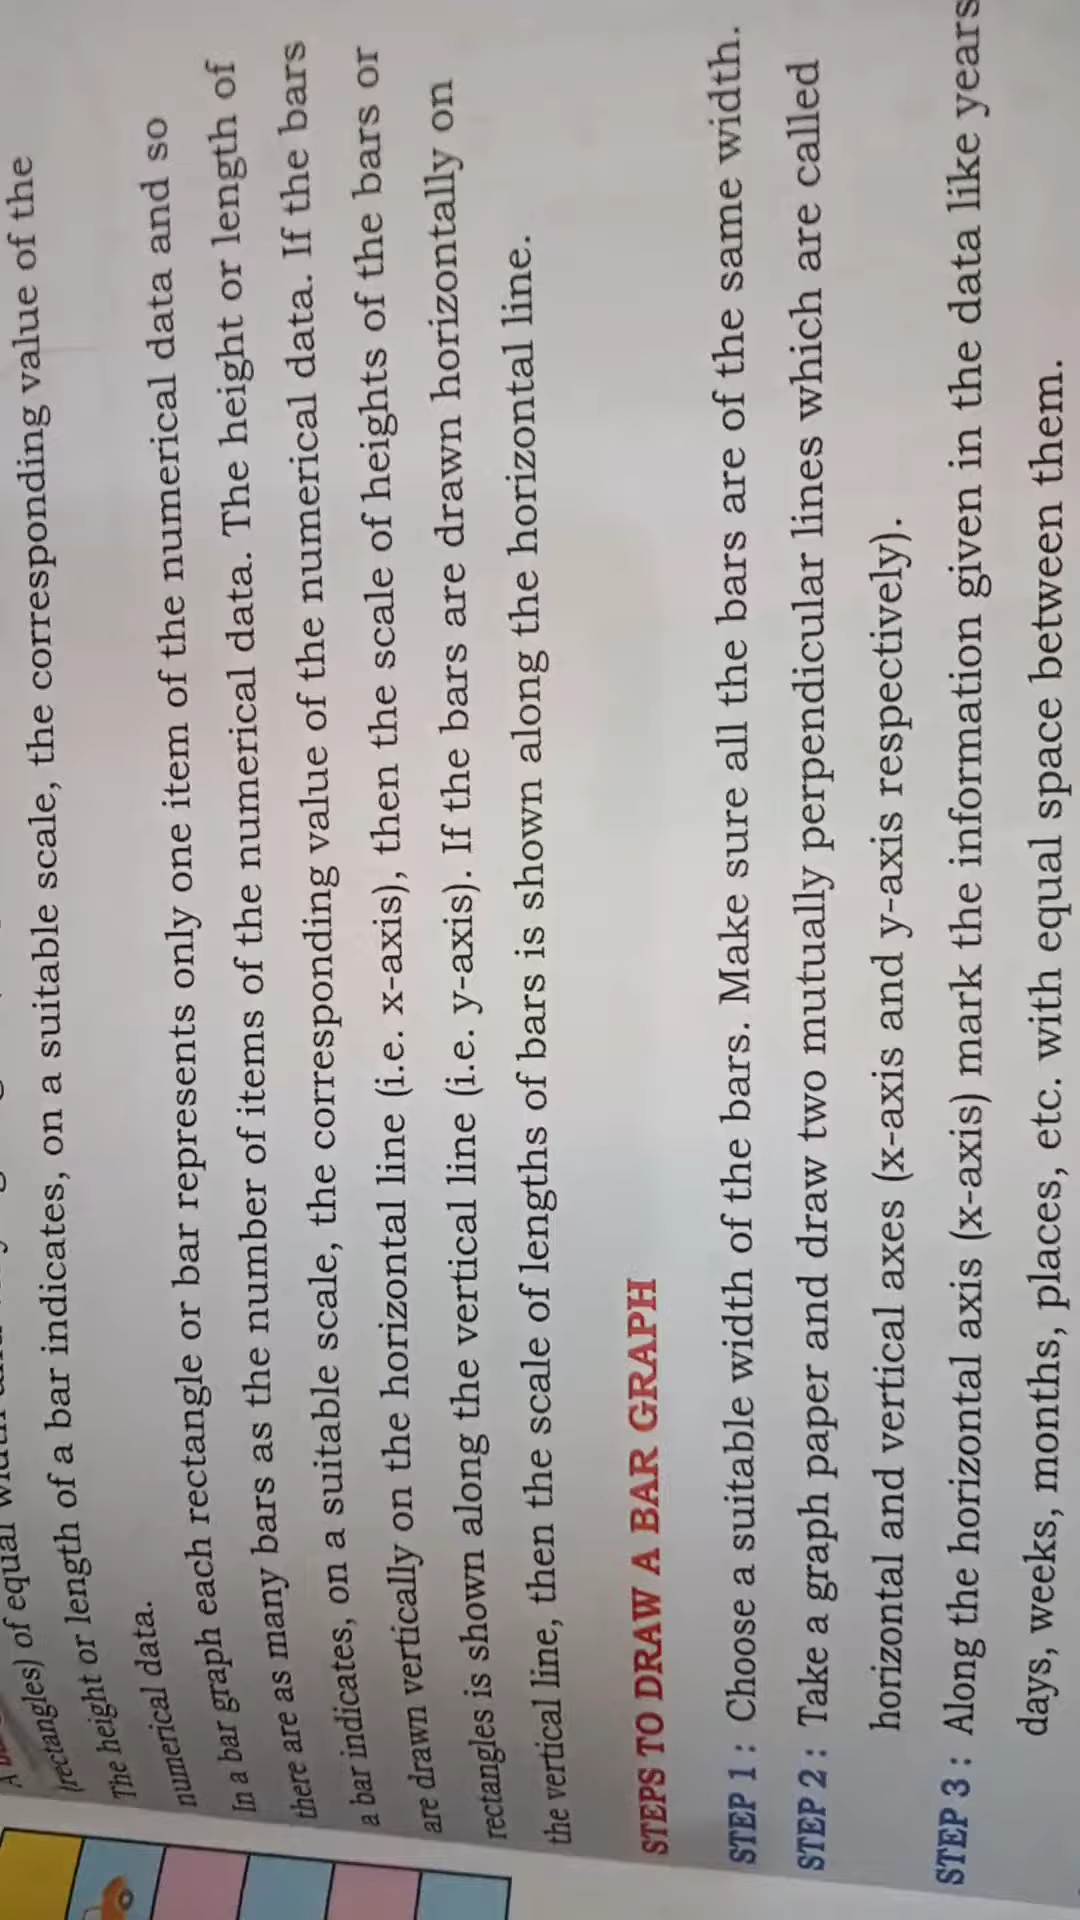 (rectangles) of equal
The height or length of a bar indicates, on a suitable scale, the corresponding value of the
numerical data.
In a bar graph each rectangle or bar represents only one item of the numerical data and so
there are as many bars as the number of items of the numerical data. The height or length of
a bar indicates, on a suitable scale, the corresponding value of the numerical data. If the bars
are drawn vertically on the horizontal line (i.e. x-axis), then the scale of heights of the bars or
rectangles is shown along the vertical line (i.e. y-axis). If the bars are drawn horizontally on
the vertical line, then the scale of lengths of bars is shown along the horizontal line.
STEPS TO DRAW A BAR GRAPH
STEP 1 : Choose a suitable width of the bars. Make sure all the bars are of the same width.
STEP 2 : Take a graph paper and draw two mutually perpendicular lines which are called
horizontal and vertical axes (x-axis and y-axis respectively).
STEP 3 : Along the horizontal axis (x-axis) mark the information given in the data like years
days, weeks, months, places, etc. with equal space between them.